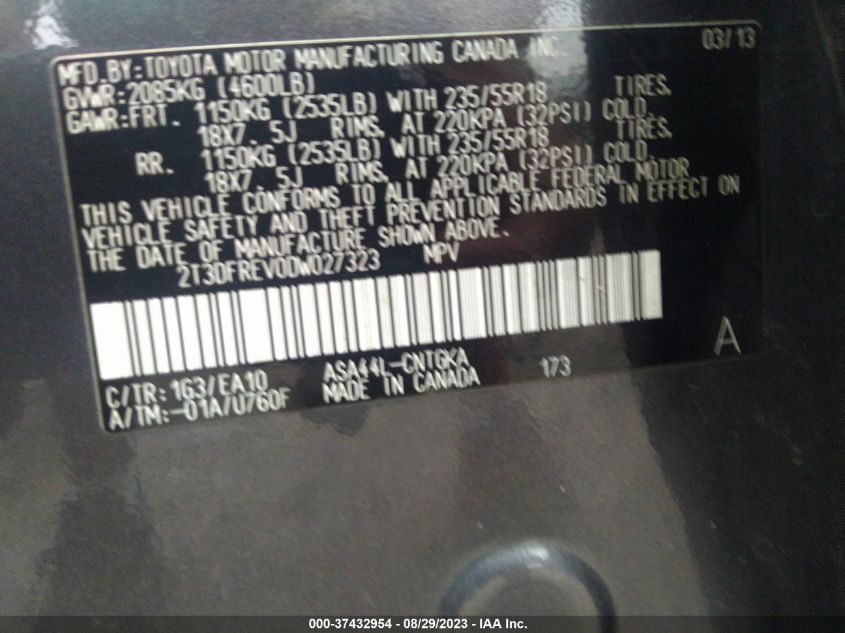 MFD.BY:TOYOTA MOTOR MANUFACTURING CANADA INC. 03/13
GVWR:2085KG (4600LB)
GAWR:FRT. 1150KG (2535LB) WITH 235/55R18 TIRES,
18X7.5J RIMS, AT 220KPA (32PSI) COLD.
RR. 1150KG (2535LB) WITH 235/55R18 TIRES,
18X7.5J RIMS, AT 220KPA (32PSI) COLD.
THIS VEHICLE CONFORMS TO ALL APPLICABLE FEDERAL MOTOR
VEHICLE SAFETY AND THEFT PREVENTION STANDARDS IN EFFECT ON
THE DATE OF MANUFACTURE SHOWN ABOVE.
2T3DFREV0DW027323 MPV
A
C/TR:1G3/EA10 ASA44L-CNTGKA 173
A/TM:-01A/U760F MADE IN CANADA
000-37432954 - 08/29/2023 - IAA Inc.